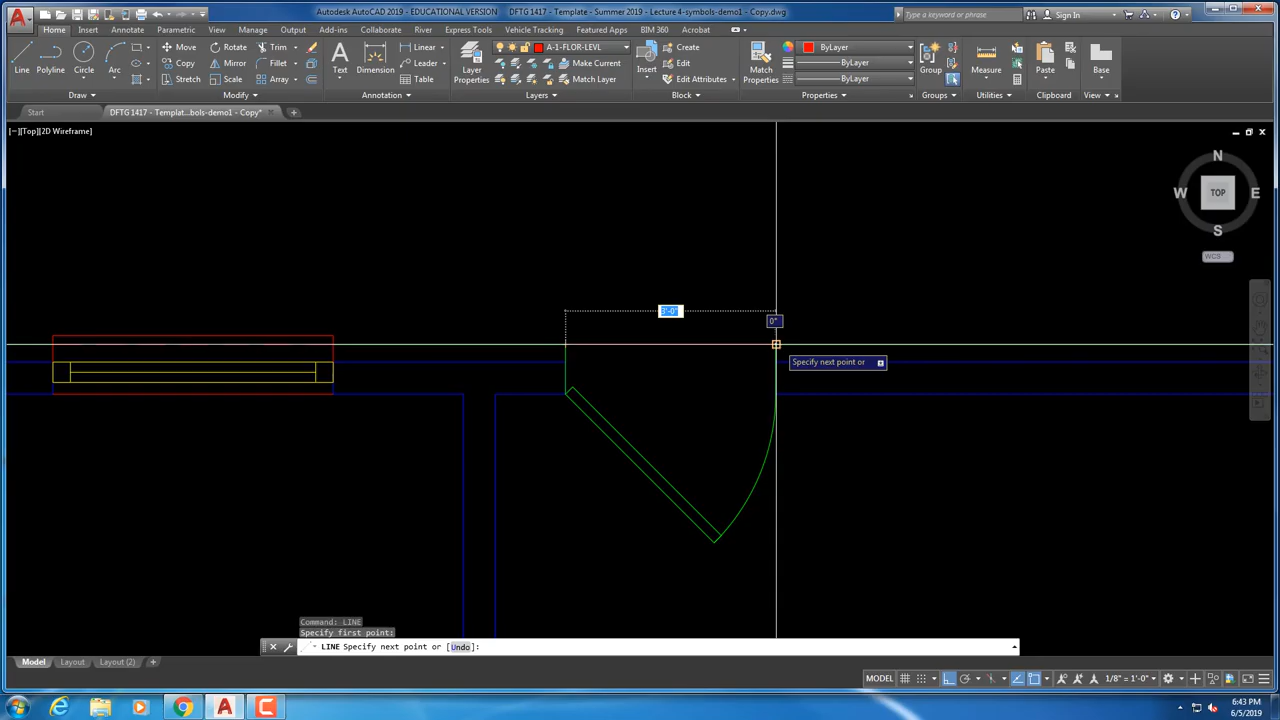 Autodesk AutoCAD 2019 - EDUCATIONAL VERSION DFTG 1417 - Template - Summer 2019 - Lecture 4-symbols-demo1 - Copy.dwg
Type a keyword or phrase
Sign In
Home Insert Annotate Parametric View Manage Output Add-ins Collaborate River Express Tools Vehicle Tracking Featured Apps BIM 360 Acrobat
Line Polyline Circle Arc
Move Rotate Trim
Copy Mirror Fillet
Stretch Scale Array
Text Dimension
Linear
Leader
Table
Layer Properties
A-1-FLOR-LEVL
Make Current
Match Layer
Insert
Create
Edit
Edit Attributes
Match Properties
ByLayer
ByLayer
ByLayer
Group
Measure
Paste
Base
Draw Modify Annotation Layers Block Properties Groups Utilities Clipboard View
Start DFTG 1417 - Templat...bols-demo1 - Copy*
[−][Top][2D Wireframe]
N
W TOP E
S
WCS
3'-0"
0"
Specify next point or
Command: LINE
Specify first point:
LINE Specify next point or [Undo]:
Model Layout Layout (2)
MODEL
1/8" = 1'-0"
6:43 PM
6/5/2019